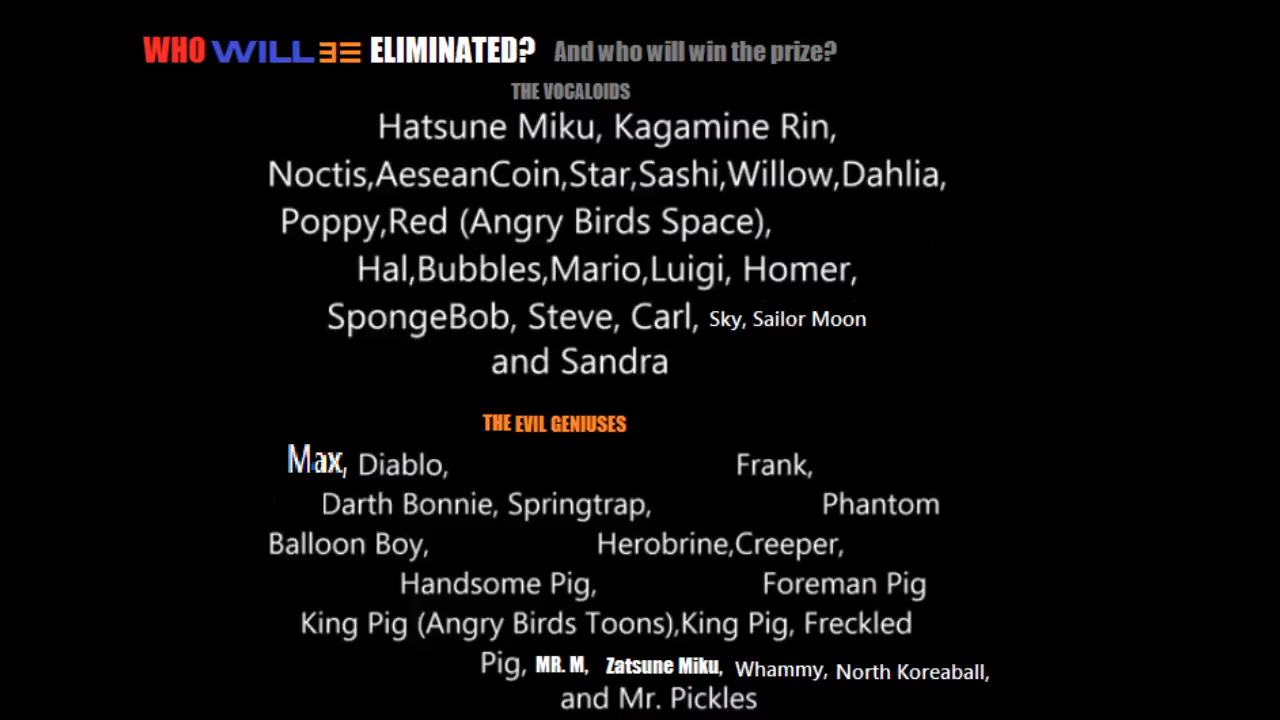 WHO WILL BE ELIMINATED? And who will win the prize?
THE VOCALOIDS
Hatsune Miku, Kagamine Rin,
Noctis,AeseanCoin,Star,Sashi,Willow,Dahlia,
Poppy,Red (Angry Birds Space),
Hal,Bubbles,Mario,Luigi, Homer,
SpongeBob, Steve, Carl, Sky, Sailor Moon
and Sandra
THE EVIL GENIUSES
Max, Diablo, Frank,
Darth Bonnie, Springtrap, Phantom
Balloon Boy, Herobrine,Creeper,
Handsome Pig, Foreman Pig
King Pig (Angry Birds Toons),King Pig, Freckled
Pig, MR. M, Zatsune Miku, Whammy, North Koreaball,
and Mr. Pickles